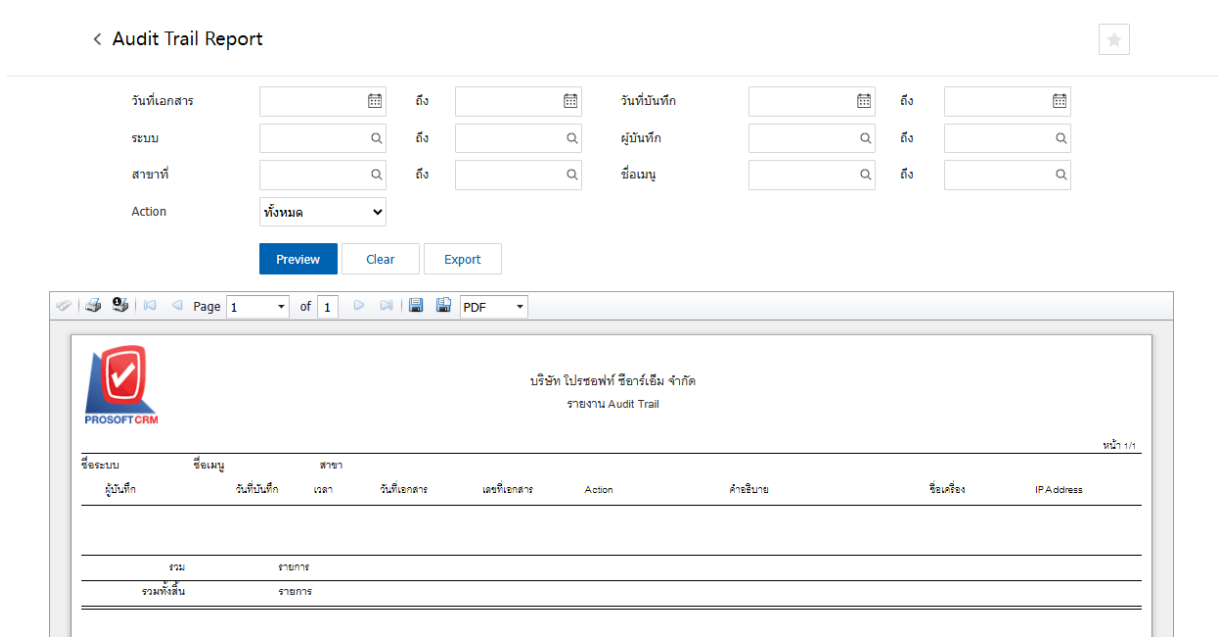 Audit Trail Report
วันที่เอกสาร ถึง วันที่บันทึก ถึง
ระบบ ถึง ผู้บันทึก ถึง
สาขาที่ ถึง ชื่อเมนู ถึง
Action ทั้งหมด
Preview Clear Export
Page 1 of 1 PDF
PROSOFT CRM
บริษัท โปรซอฟท์ ซีอาร์เอ็ม จำกัด
รายงาน Audit Trail
หน้า 1/1
ชื่อระบบ ชื่อเมนู สาขา
ผู้บันทึก วันที่บันทึก เวลา วันที่เอกสาร เลขที่เอกสาร Action คำอธิบาย ชื่อเครื่อง IP Address
รวม รายการ
รวมทั้งสิ้น รายการ